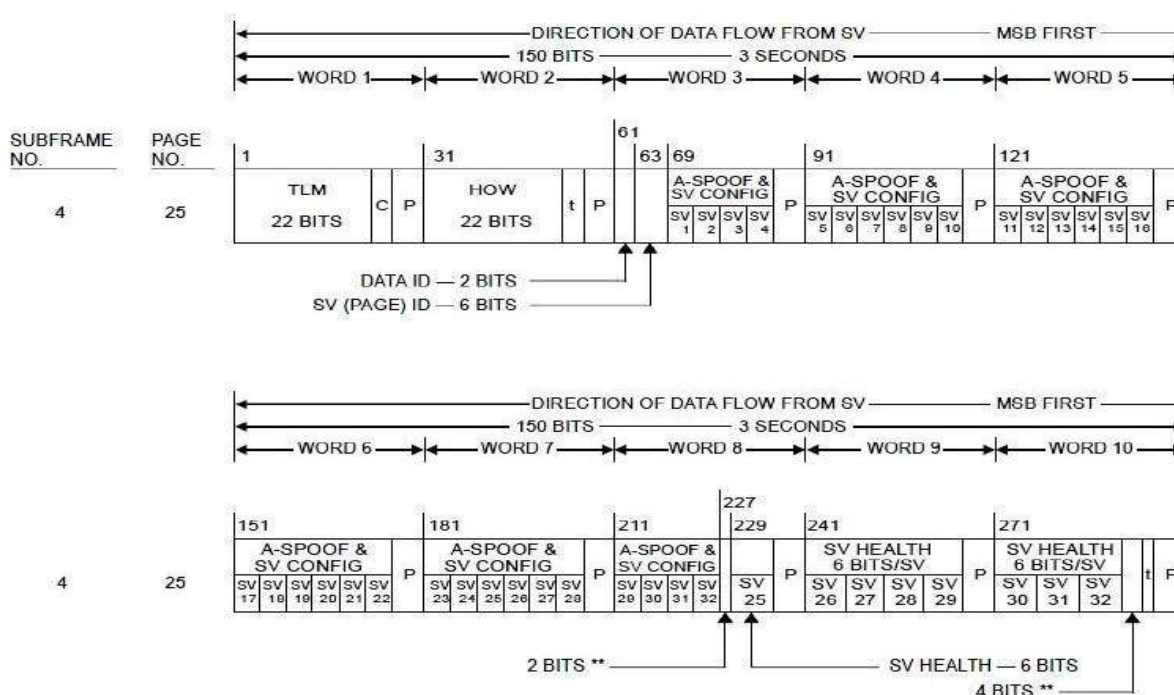 DIRECTION OF DATA FLOW FROM SV MSB FIRST
150 BITS 3 SECONDS
WORD 1 WORD 2 WORD 3 WORD 4 WORD 5
SUBFRAME NO.
PAGE NO.
61
1 31 63 69 91 121
4 25
TLM 22 BITS C P
HOW 22 BITS t P
A-SPOOF & SV CONFIG
SV 1 SV 2 SV 3 SV 4 P
A-SPOOF & SV CONFIG
SV 5 SV 6 SV 7 SV 8 SV 9 SV 10 P
A-SPOOF & SV CONFIG
SV 11 SV 12 SV 13 SV 14 SV 15 SV 16 P
DATA ID — 2 BITS
SV (PAGE) ID — 6 BITS
DIRECTION OF DATA FLOW FROM SV MSB FIRST
150 BITS 3 SECONDS
WORD 6 WORD 7 WORD 8 WORD 9 WORD 10
227
151 181 211 229 241 271
4 25
A-SPOOF & SV CONFIG
SV 17 SV 18 SV 19 SV 20 SV 21 SV 22 P
A-SPOOF & SV CONFIG
SV 23 SV 24 SV 25 SV 26 SV 27 SV 28 P
A-SPOOF & SV CONFIG
SV 29 SV 30 SV 31 SV 32
SV 25 P
SV HEALTH 6 BITS/SV
SV 26 SV 27 SV 28 SV 29 P
SV HEALTH 6 BITS/SV
SV 30 SV 31 SV 32 t P
2 BITS **
SV HEALTH — 6 BITS
4 BITS **